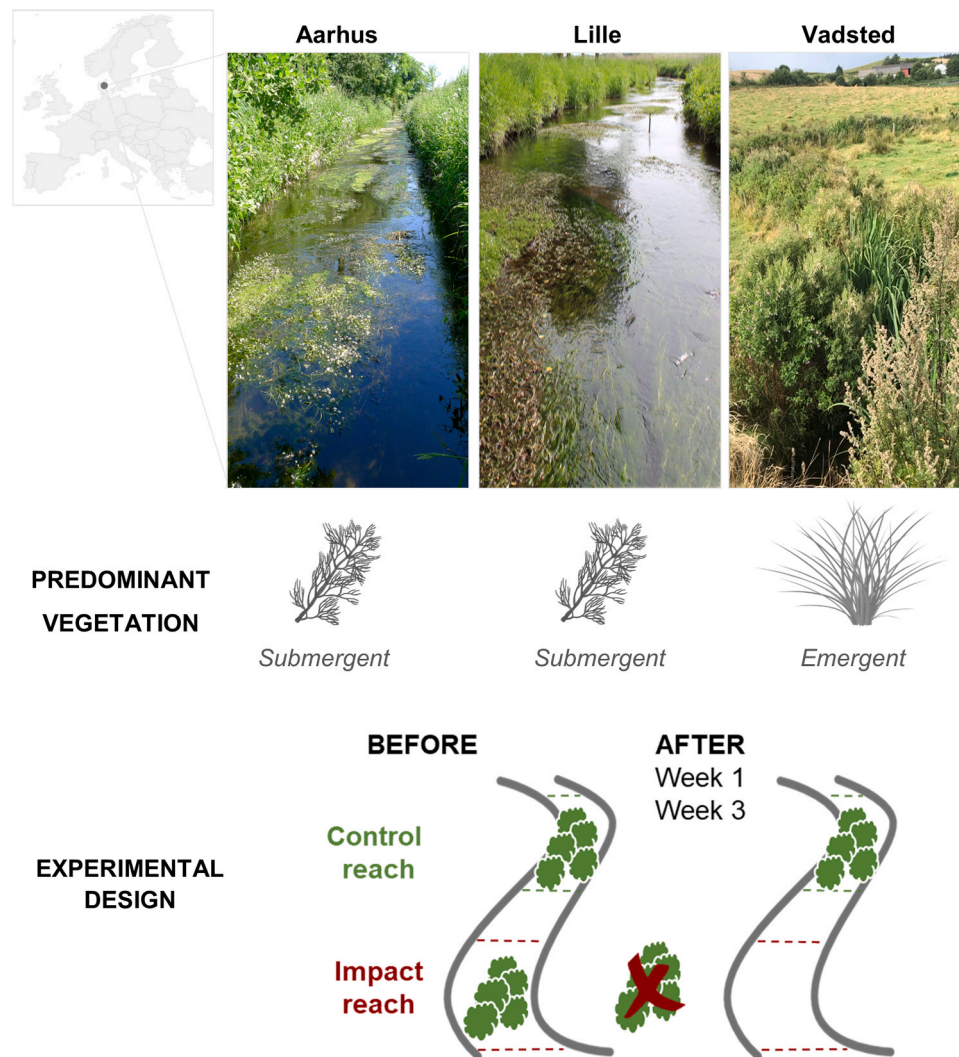 Aarhus
Lille
Vadsted
PREDOMINANT
VEGETATION
Submergent
Submergent
Emergent
BEFORE
AFTER
Week 1
Week 3
Control
reach
EXPERIMENTAL
DESIGN
Impact
reach